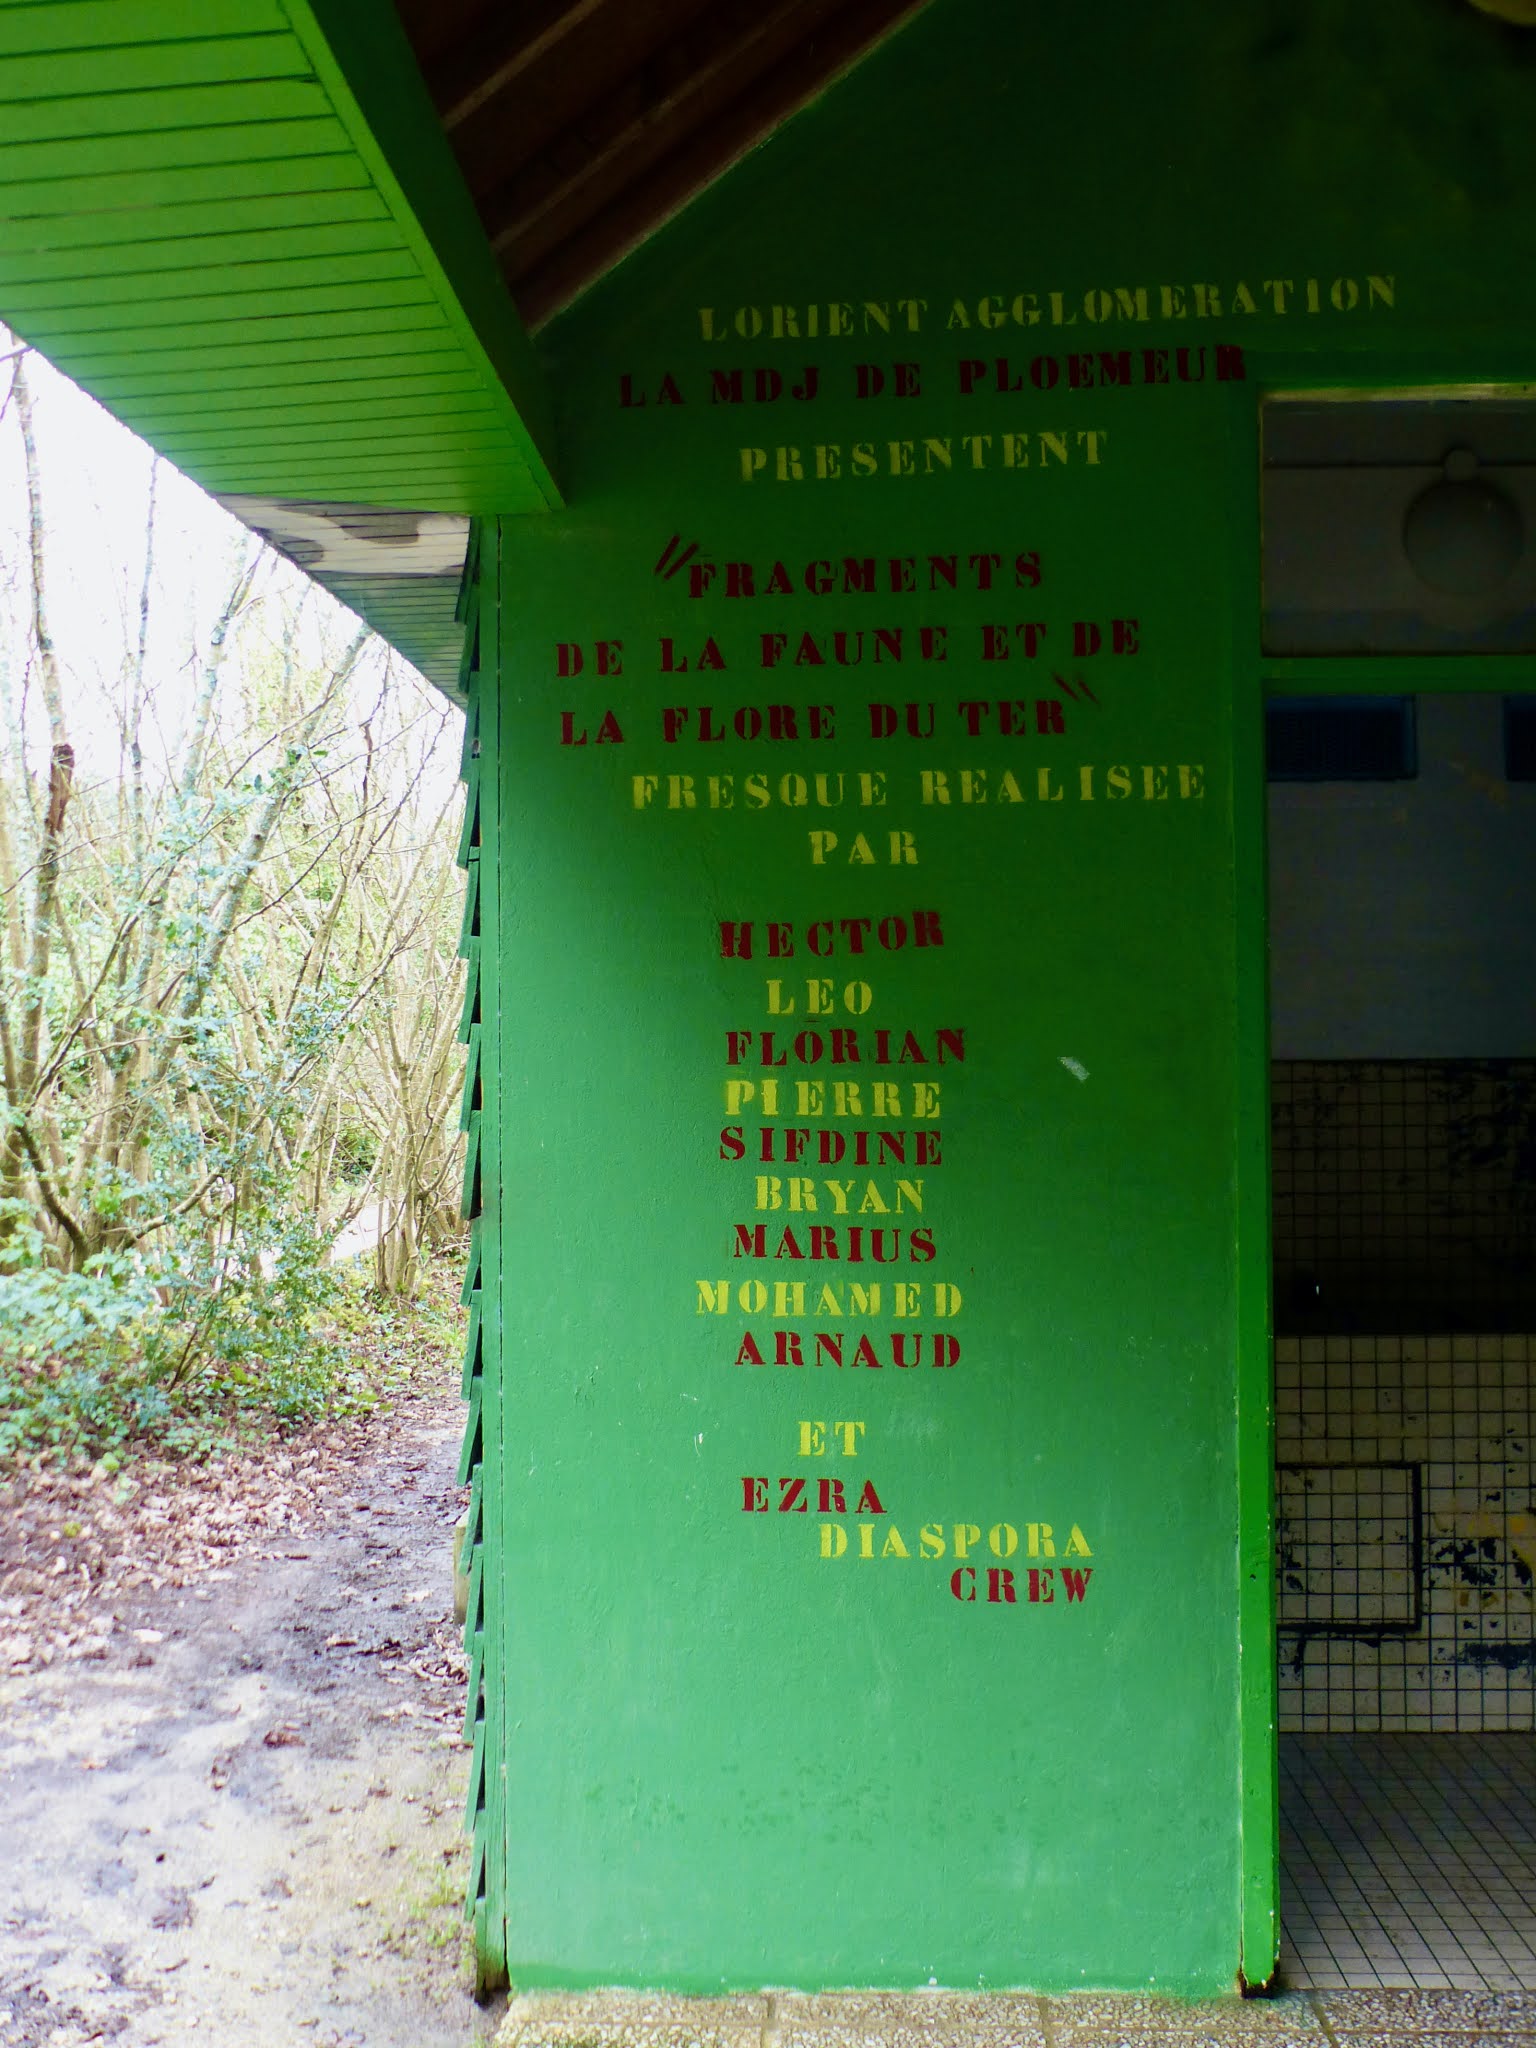 LORIENT AGGLOMERATION
LA MDJ DE PLOEMEUR
PRESENTENT
"FRAGMENTS
DE LA FAUNE ET DE
LA FLORE DU TER"
FRESQUE REALISEE
PAR
HECTOR
LEO
FLORIAN
PIERRE
SIFDINE
BRYAN
MARIUS
MOHAMED
ARNAUD
ET
EZRA
DIASPORA
CREW